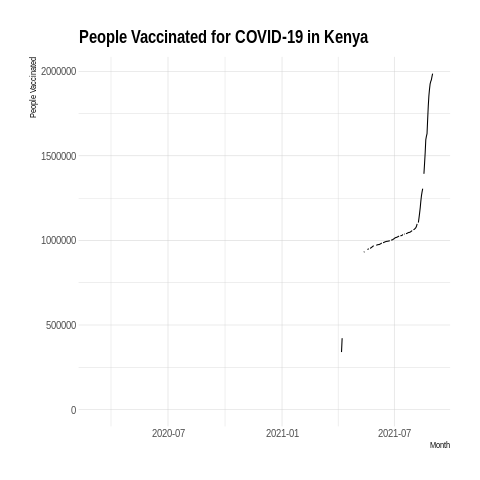 People Vaccinated for COVID-19 in Kenya
People Vaccinated
2000000
1500000
1000000
500000
0
2020-07 2021-01 2021-07
Month